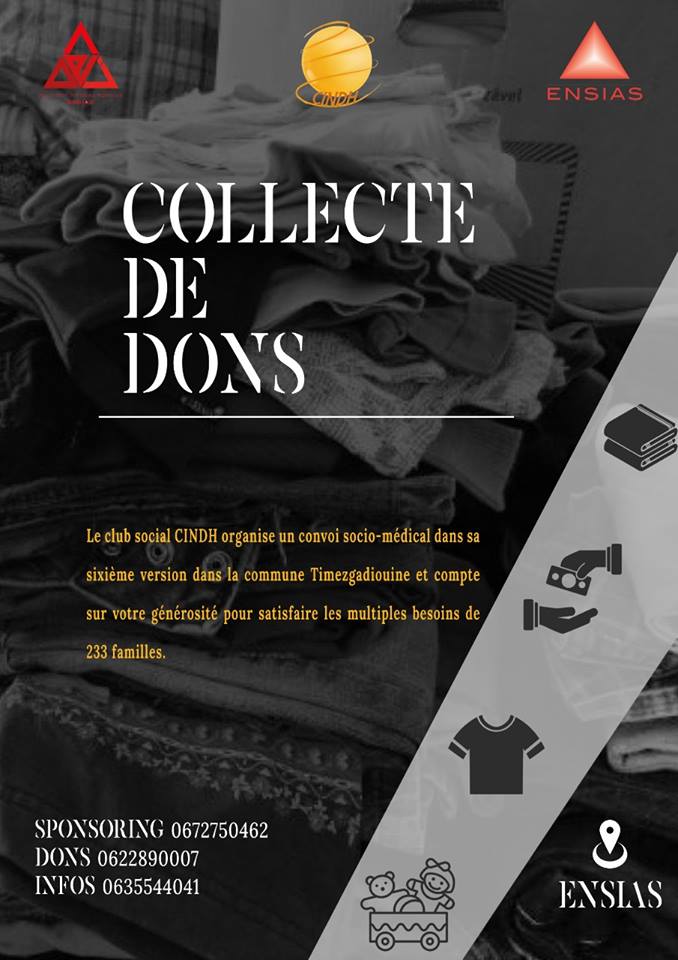 CINDH
ENSIAS
COLLECTE
DE
DONS
Le club social CINDH organise un convoi socio-médical dans sa
sixième version dans la commune Timezgadiouine et compte
sur votre générosité pour satisfaire les multiples besoins de
233 familles.
SPONSORING 0672750462
DONS 0622890007
INFOS 0635544041
ENSIAS